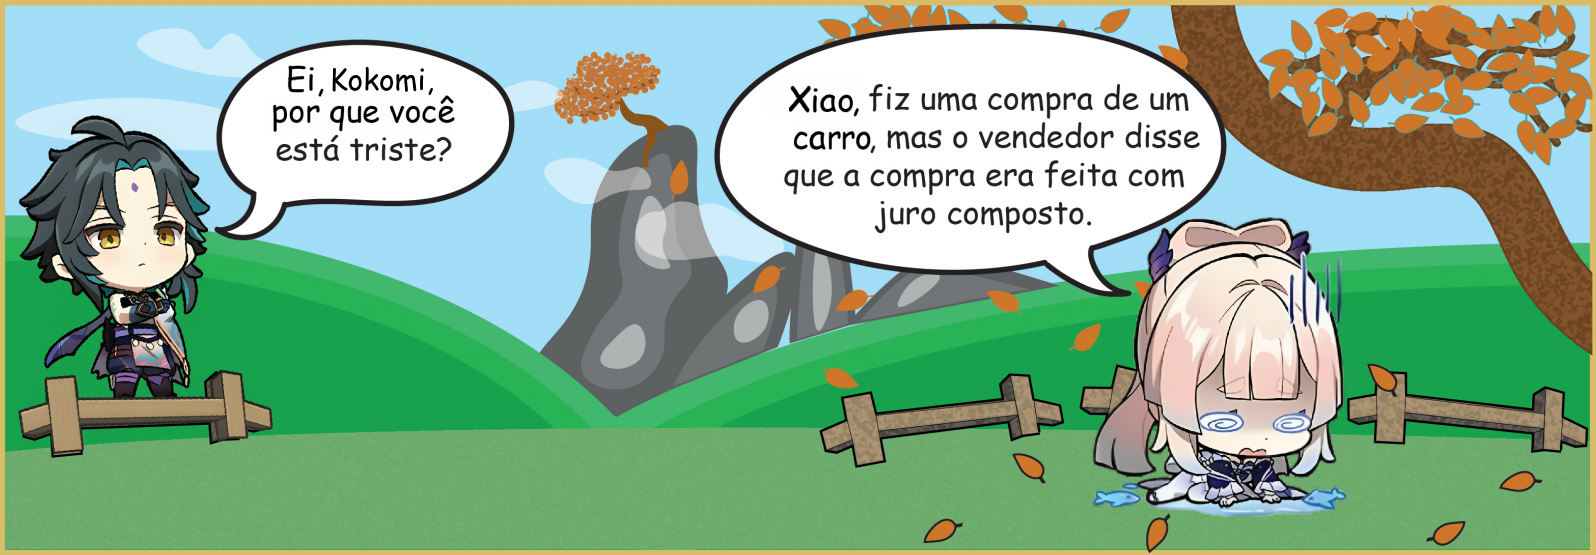 Ei, Kokomi,
por que você
está triste?
Xiao, fiz uma compra de um
carro, mas o vendedor disse
que a compra era feita com
juro composto.